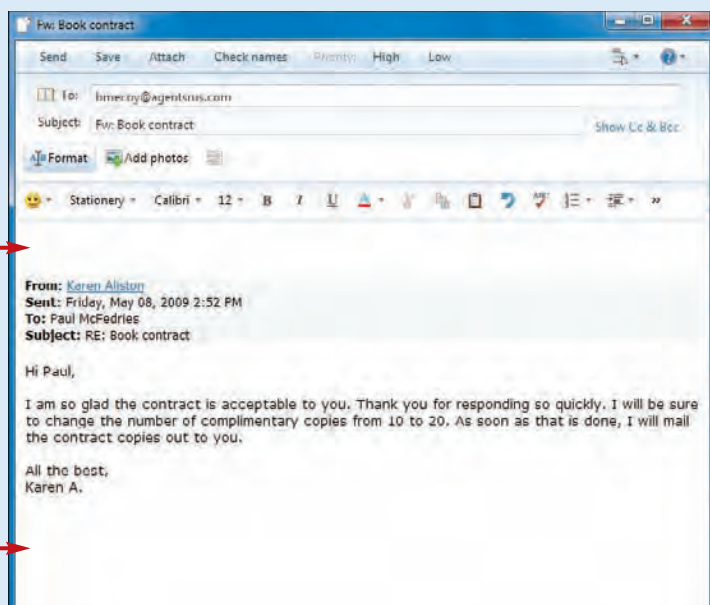 Fw: Book contract
Send Save Attach Check names Priority: High Low
To: hmccoy@agentsrus.com
Subject: Fw: Book contract Show Cc & Bcc
Format Add photos
Stationery Calibri 12 B I U A »
From: Karen Aliston
Sent: Friday, May 08, 2009 2:52 PM
To: Paul McFedries
Subject: RE: Book contract
Hi Paul,
I am so glad the contract is acceptable to you. Thank you for responding so quickly. I will be sure
to change the number of complimentary copies from 10 to 20. As soon as that is done, I will mail
the contract copies out to you.
All the best,
Karen A.